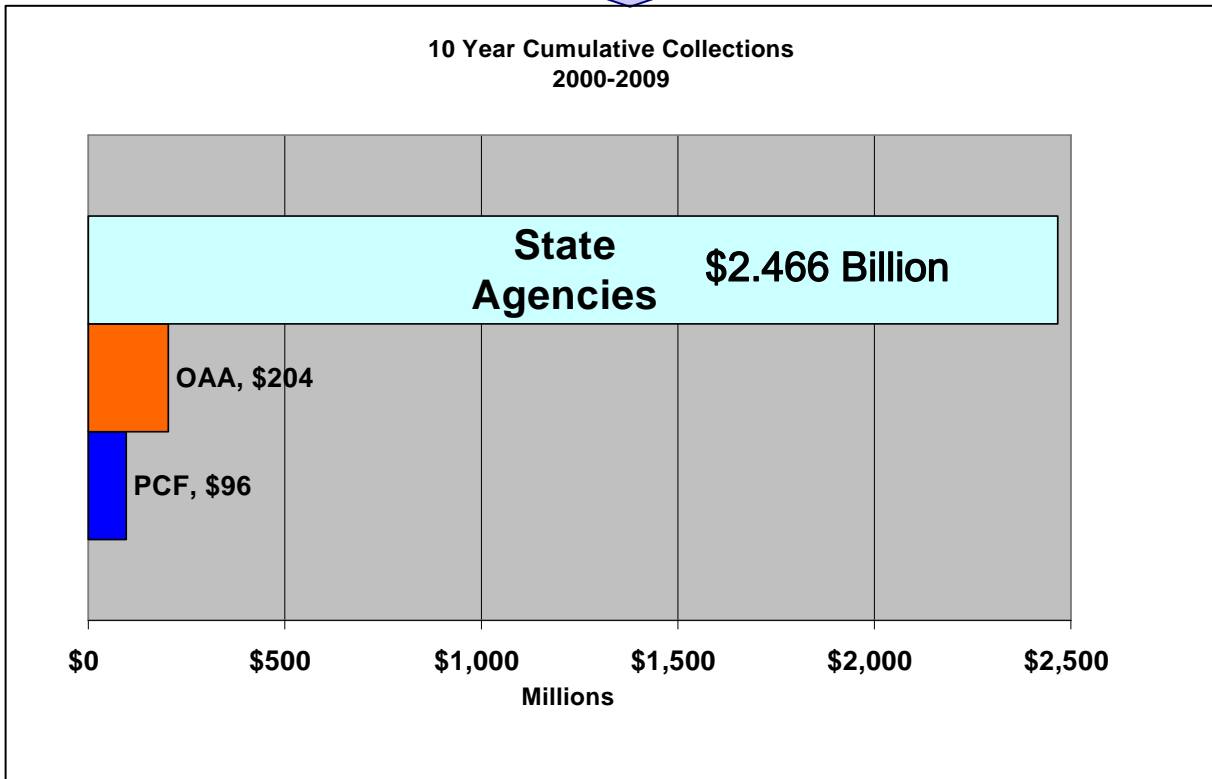 10 Year Cumulative Collections
2000-2009
State
Agencies
$2.466 Billion
OAA, $204
PCF, $96
$0 $500 $1,000 $1,500 $2,000 $2,500
Millions